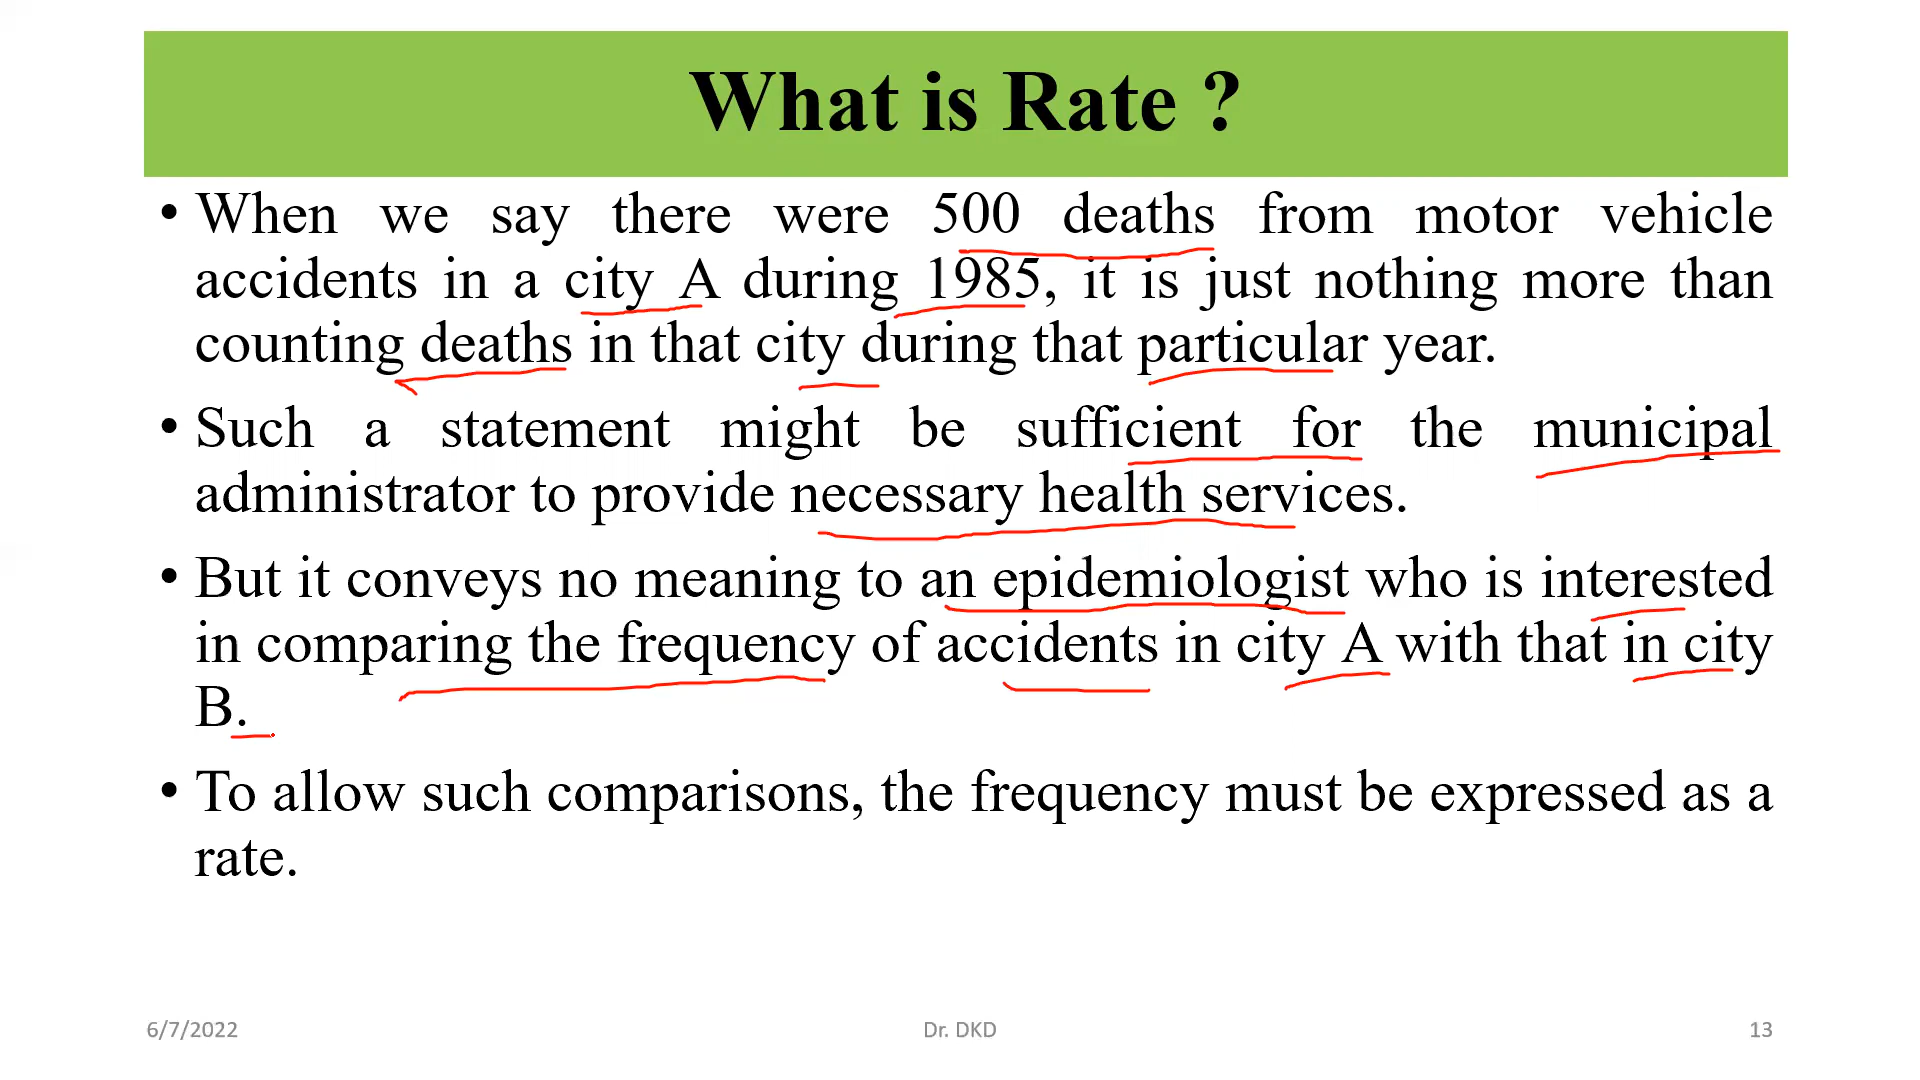 What is Rate ?
• When we say there were 500 deaths from motor vehicle
accidents in a city A during 1985, it is just nothing more than
counting deaths in that city during that particular year.
• Such a statement might be sufficient for the municipal
administrator to provide necessary health services.
• But it conveys no meaning to an epidemiologist who is interested
in comparing the frequency of accidents in city A with that in city
B.
• To allow such comparisons, the frequency must be expressed as a
rate.
6/7/2022 Dr. DKD 13